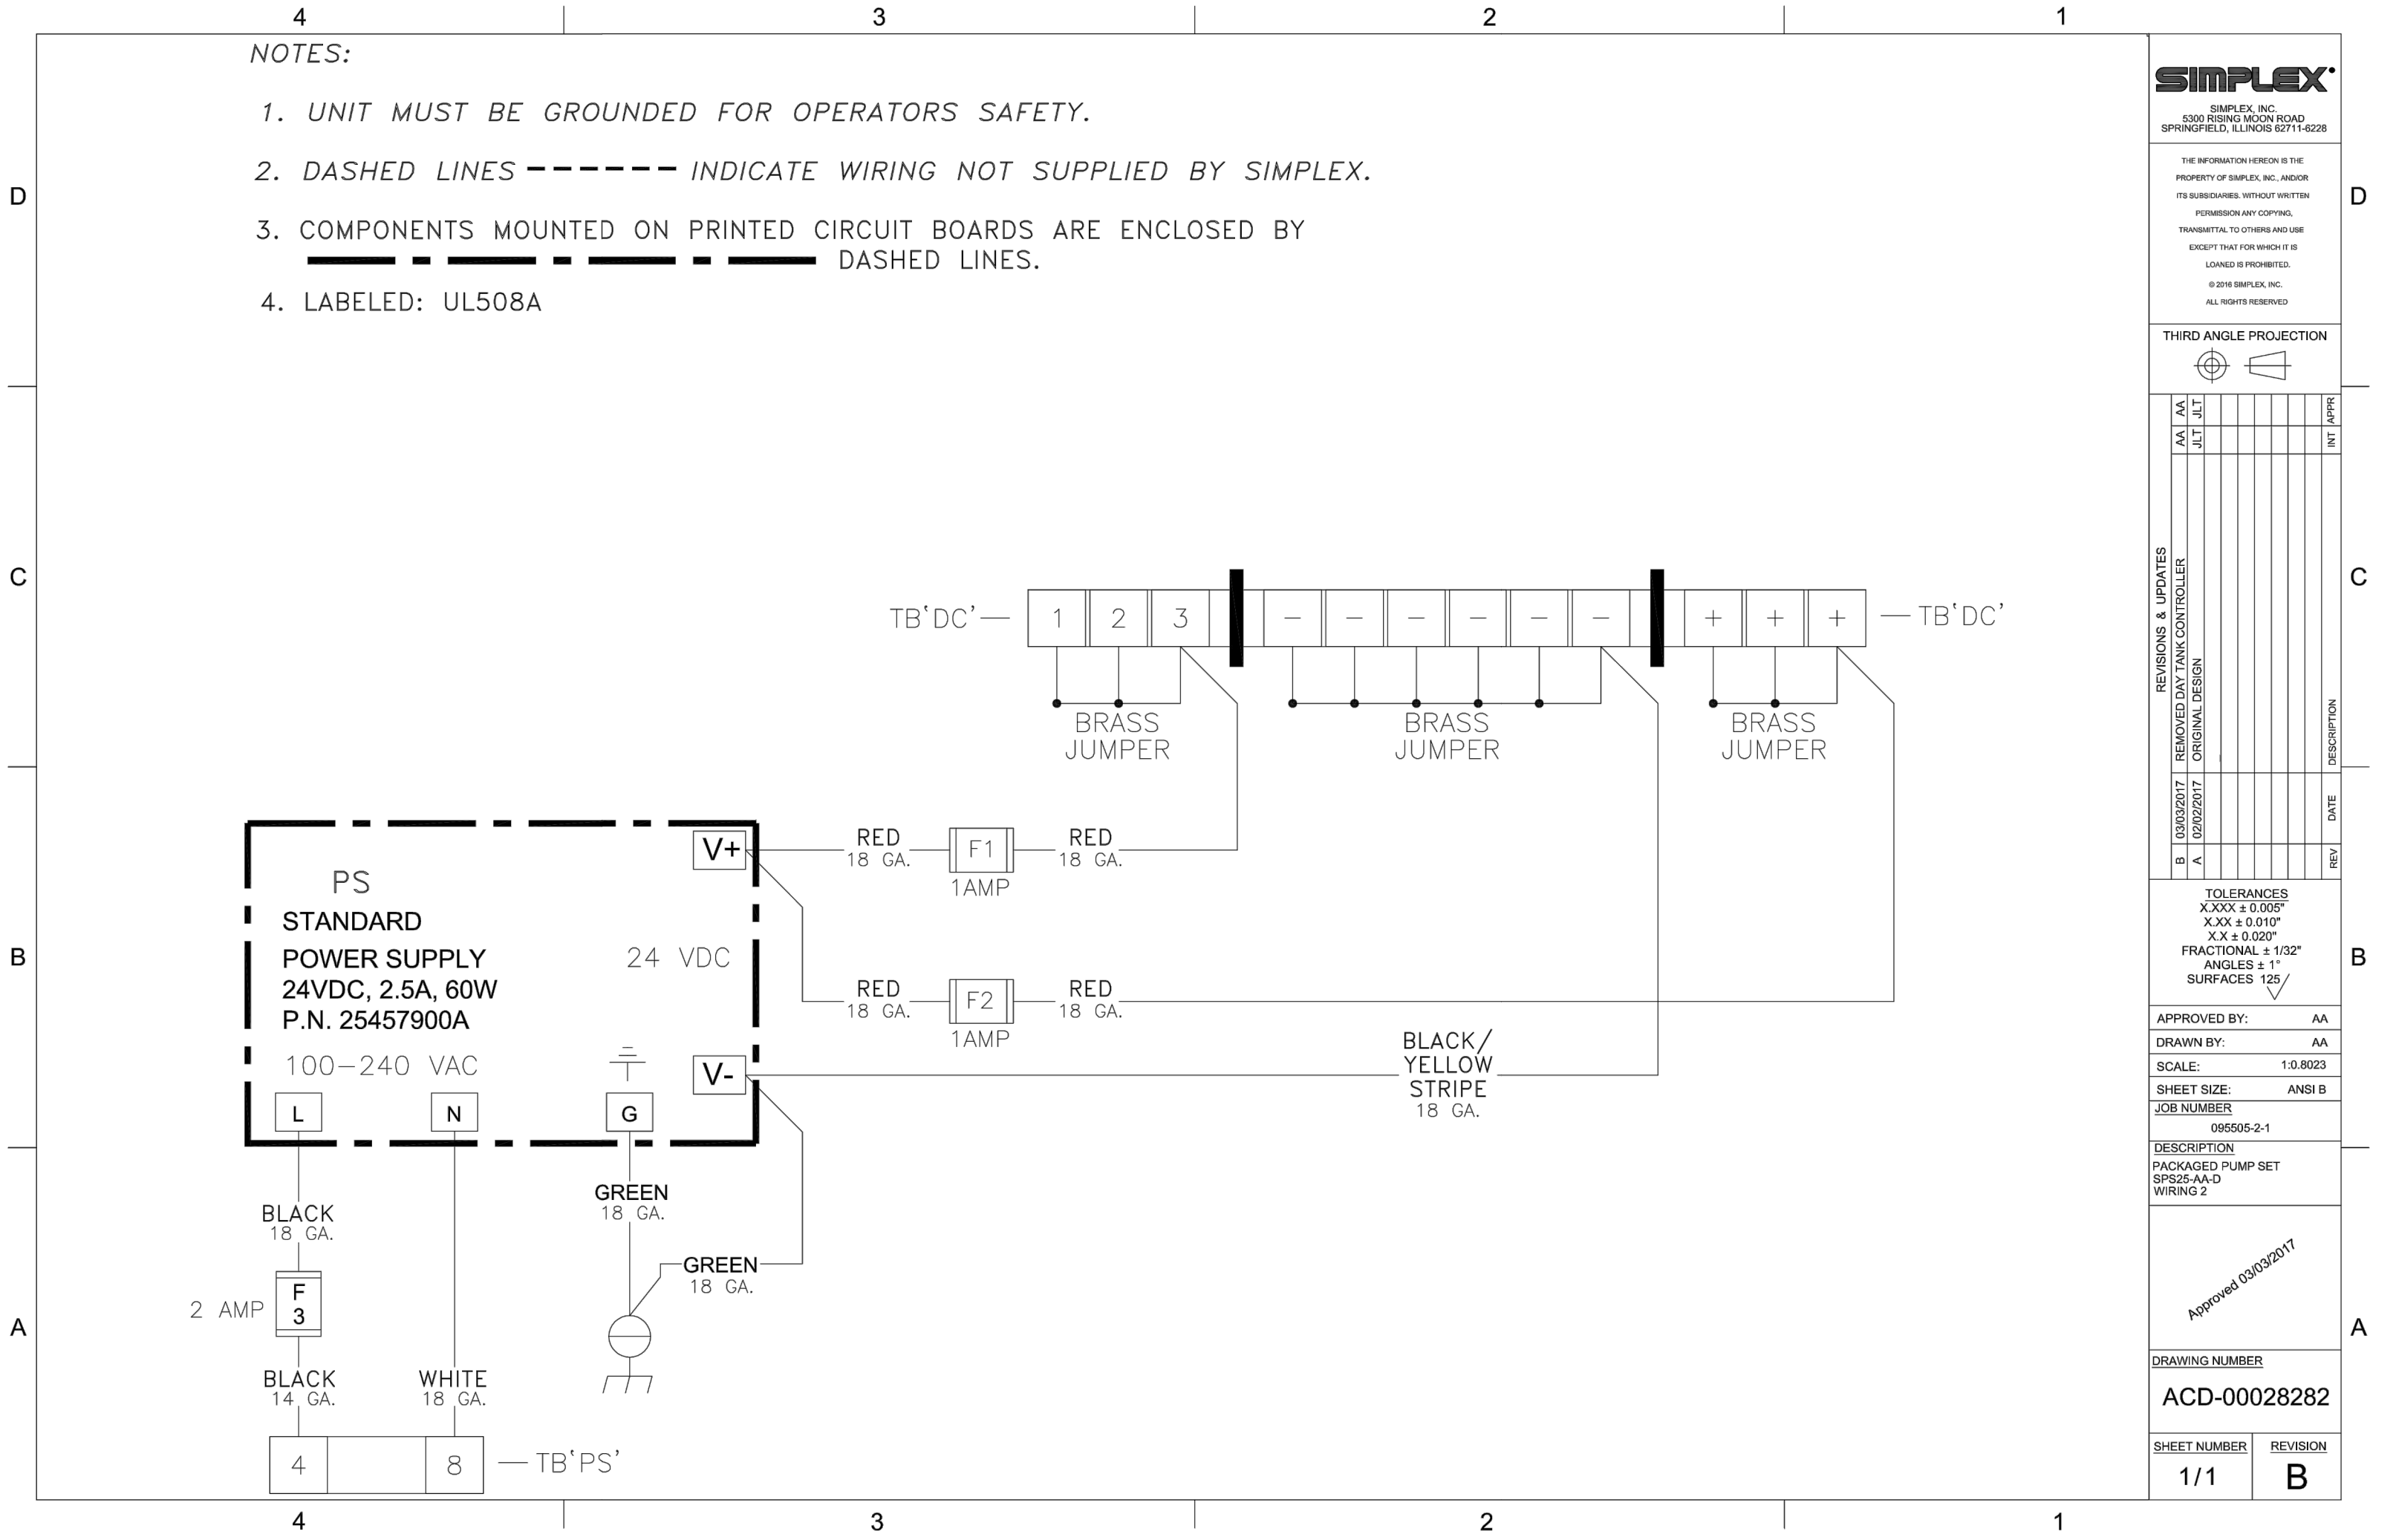 4 3 2 1
NOTES:
1. UNIT MUST BE GROUNDED FOR OPERATORS SAFETY.
2. DASHED LINES INDICATE WIRING NOT SUPPLIED BY SIMPLEX.
3. COMPONENTS MOUNTED ON PRINTED CIRCUIT BOARDS ARE ENCLOSED BY
DASHED LINES.
4. LABELED: UL508A
D
C
B
A
TB'DC'
1 2 3 − − − − − − + + +
TB'DC'
BRASS
JUMPER
BRASS
JUMPER
BRASS
JUMPER
V+
RED
18 GA.
F1
1AMP
RED
18 GA.
PS
STANDARD
POWER SUPPLY
24VDC, 2.5A, 60W
P.N. 25457900A
24 VDC
100-240 VAC
RED
18 GA.
F2
1AMP
RED
18 GA.
V-
BLACK/
YELLOW
STRIPE
18 GA.
L
N
G
BLACK
18 GA.
GREEN
18 GA.
GREEN
18 GA.
2 AMP
F
3
BLACK
14 GA.
WHITE
18 GA.
4 8
TB'PS'
4 3 2 1
D
C
B
A
SIMPLEX
SIMPLEX, INC.
5300 RISING MOON ROAD
SPRINGFIELD, ILLINOIS 62711-6228
THE INFORMATION HEREON IS THE
PROPERTY OF SIMPLEX, INC., AND/OR
ITS SUBSIDIARIES. WITHOUT WRITTEN
PERMISSION ANY COPYING,
TRANSMITTAL TO OTHERS AND USE
EXCEPT THAT FOR WHICH IT IS
LOANED IS PROHIBITED.
© 2016 SIMPLEX, INC.
ALL RIGHTS RESERVED
THIRD ANGLE PROJECTION
REVISIONS & UPDATES
B 03/03/2017 REMOVED DAY TANK CONTROLLER AA AA
A 02/02/2017 ORIGINAL DESIGN JLT JLT
REV DATE DESCRIPTION INT APPR
TOLERANCES
X.XXX ± 0.005"
X.XX ± 0.010"
X.X ± 0.020"
FRACTIONAL ± 1/32"
ANGLES ± 1°
SURFACES 125
APPROVED BY: AA
DRAWN BY: AA
SCALE: 1:0.8023
SHEET SIZE: ANSI B
JOB NUMBER
095505-2-1
DESCRIPTION
PACKAGED PUMP SET
SPS25-AA-D
WIRING 2
Approved 03/03/2017
DRAWING NUMBER
ACD-00028282
SHEET NUMBER
1/1
REVISION
B